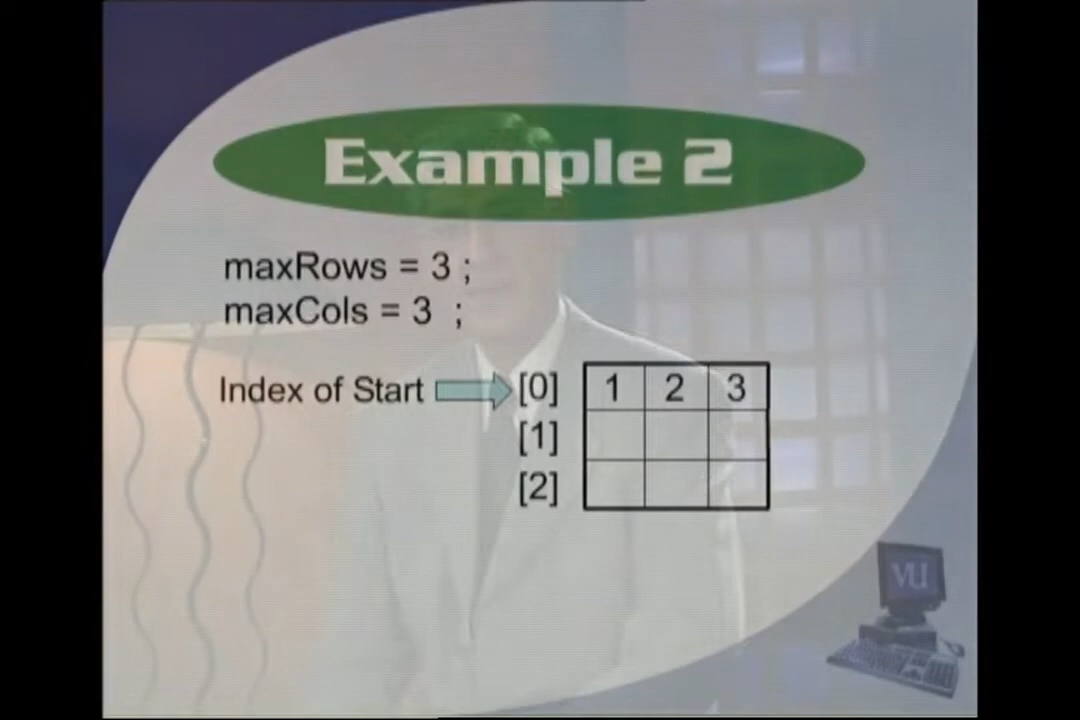 Example 2
maxRows = 3 ;
maxCols = 3 ;
Index of Start [0] 1 2 3
[1]
[2]
VU